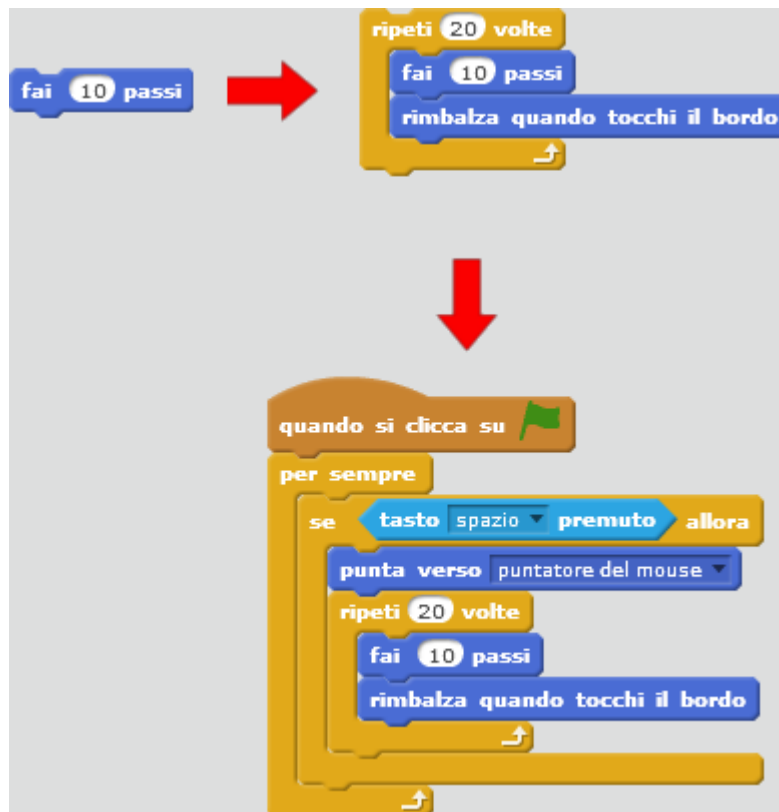 fai 10 passi
ripeti 20 volte
fai 10 passi
rimbalza quando tocchi il bordo
quando si clicca su
per sempre
se tasto spazio premuto allora
punta verso puntatore del mouse
ripeti 20 volte
fai 10 passi
rimbalza quando tocchi il bordo